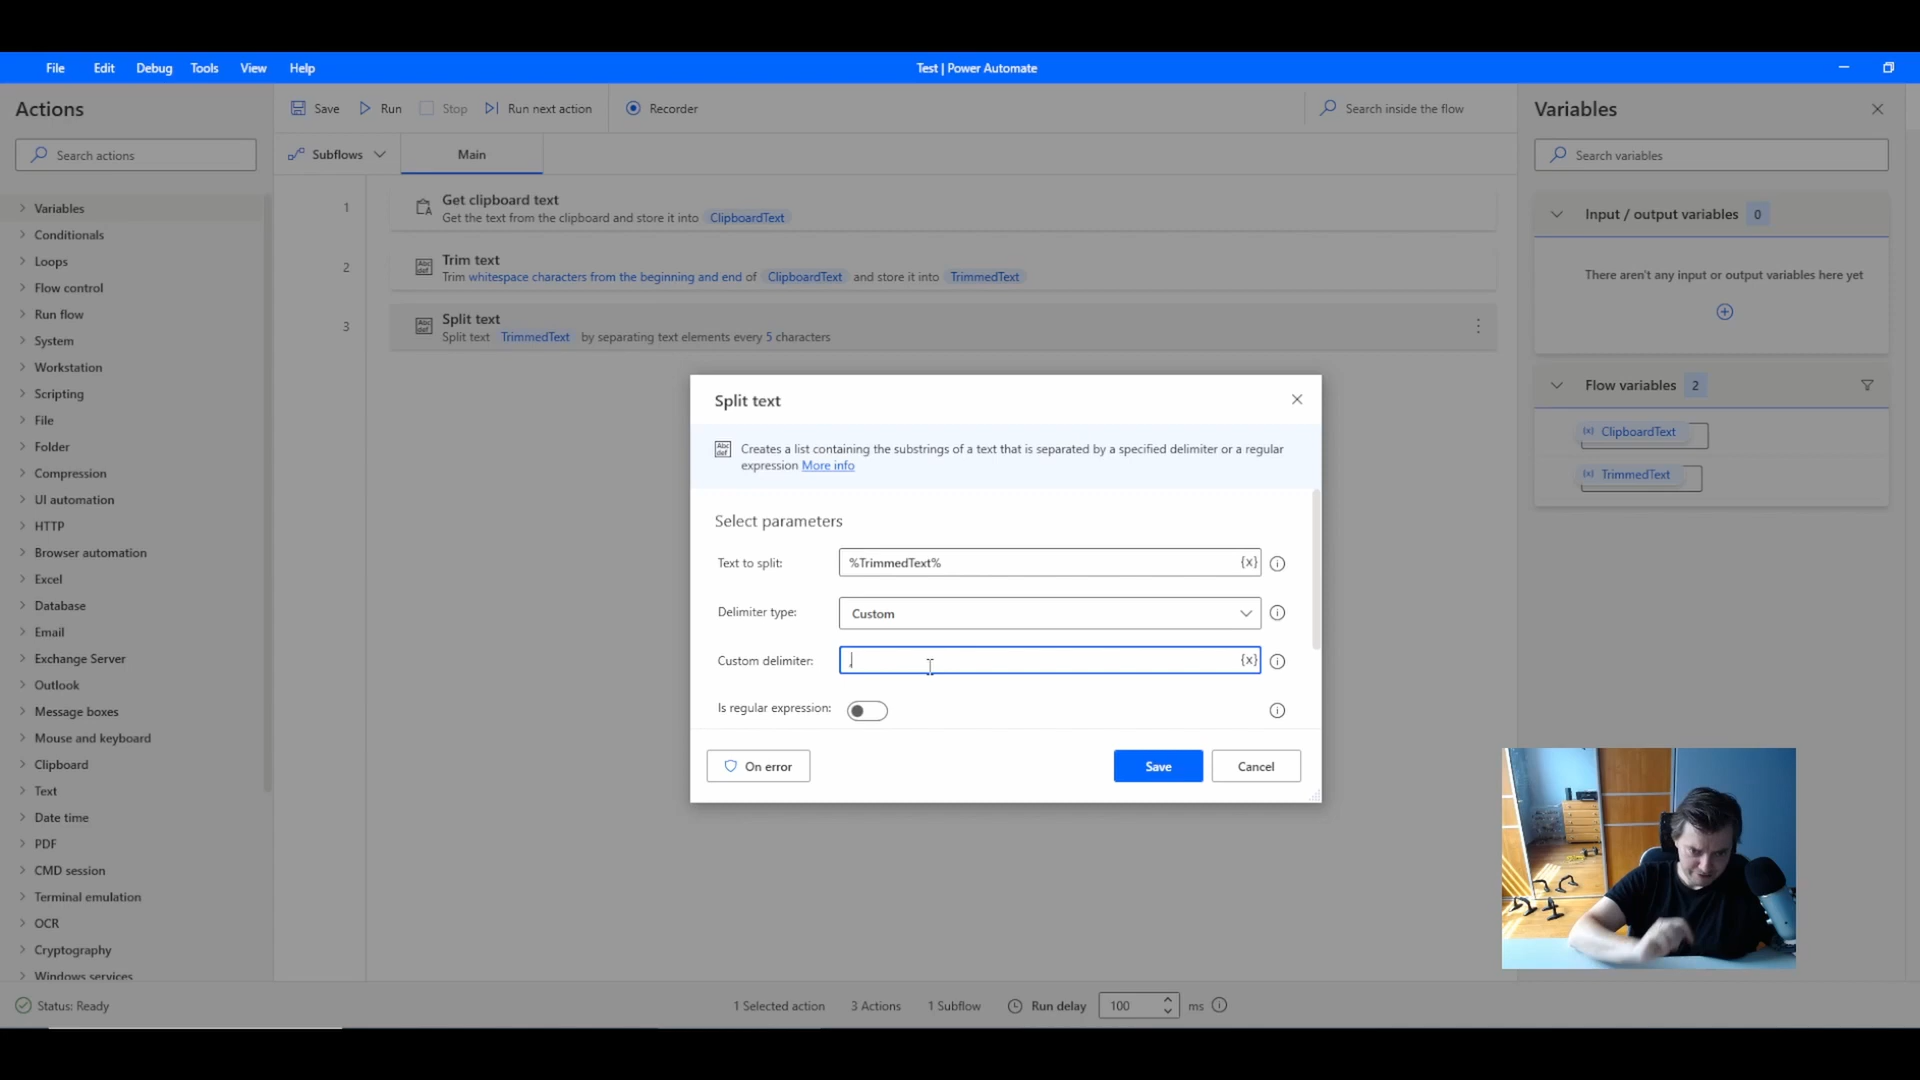 File Edit Debug Tools View Help
Test | Power Automate
Actions
Search actions
Variables
Conditionals
Loops
Flow control
Run flow
System
Workstation
Scripting
File
Folder
Compression
UI automation
HTTP
Browser automation
Excel
Database
Email
Exchange Server
Outlook
Message boxes
Mouse and keyboard
Clipboard
Text
Date time
PDF
CMD session
Terminal emulation
OCR
Cryptography
Windows services
Save Run Stop Run next action Recorder
Search inside the flow
Subflows Main
1
Get clipboard text
Get the text from the clipboard and store it into ClipboardText
2
Trim text
Trim whitespace characters from the beginning and end of ClipboardText and store it into TrimmedText
3
Split text
Split text TrimmedText by separating text elements every 5 characters
Split text
Abc
def
Creates a list containing the substrings of a text that is separated by a specified delimiter or a regular
expression More info
Select parameters
Text to split: %TrimmedText% {x}
Delimiter type: Custom
Custom delimiter: , {x}
Is regular expression:
On error Save Cancel
Variables
Search variables
Input / output variables 0
There aren't any input or output variables here yet
Flow variables 2
(x) ClipboardText
(x) TrimmedText
Status: Ready 1 Selected action 3 Actions 1 Subflow Run delay 100 ms